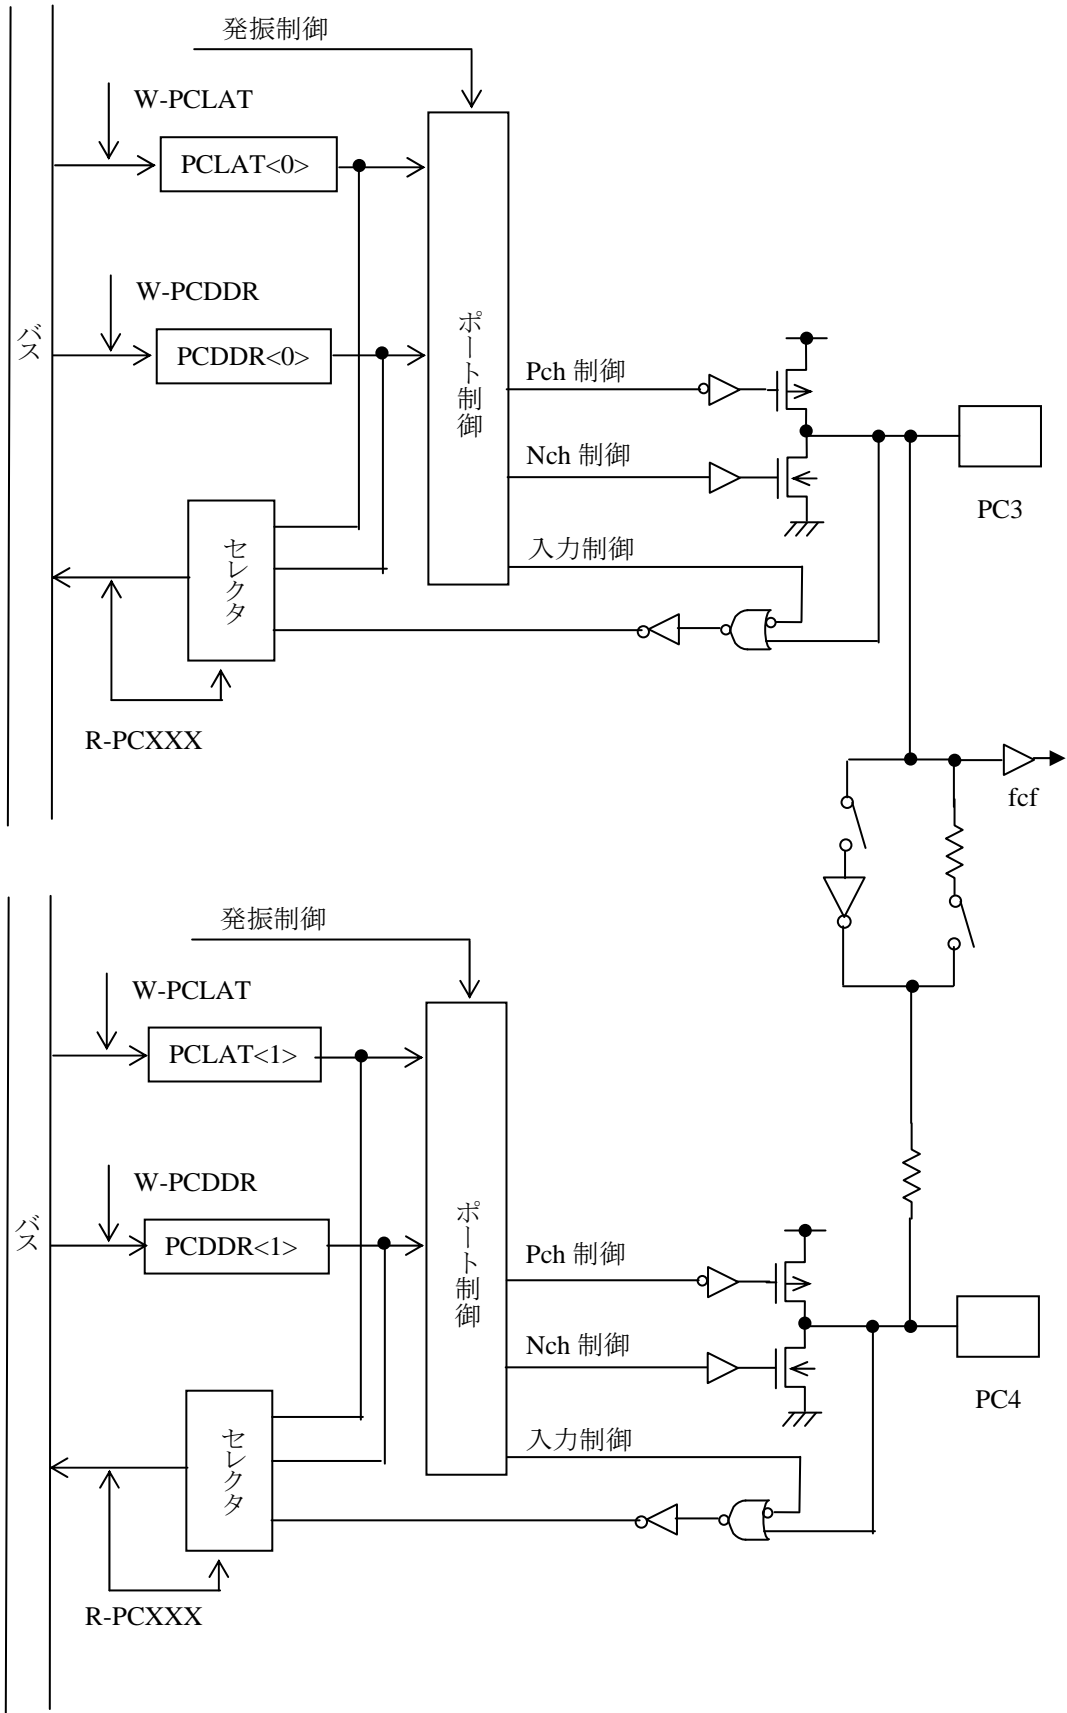 発振制御
W-PCLAT
PCLAT<0>
W-PCDDR
バス
PCDDR<0>
ポート制御
Pch 制御
Nch 制御
PC3
入力制御
セレクタ
R-PCXXX
fcf
発振制御
W-PCLAT
PCLAT<1>
W-PCDDR
バス
PCDDR<1>
ポート制御
Pch 制御
Nch 制御
PC4
入力制御
セレクタ
R-PCXXX